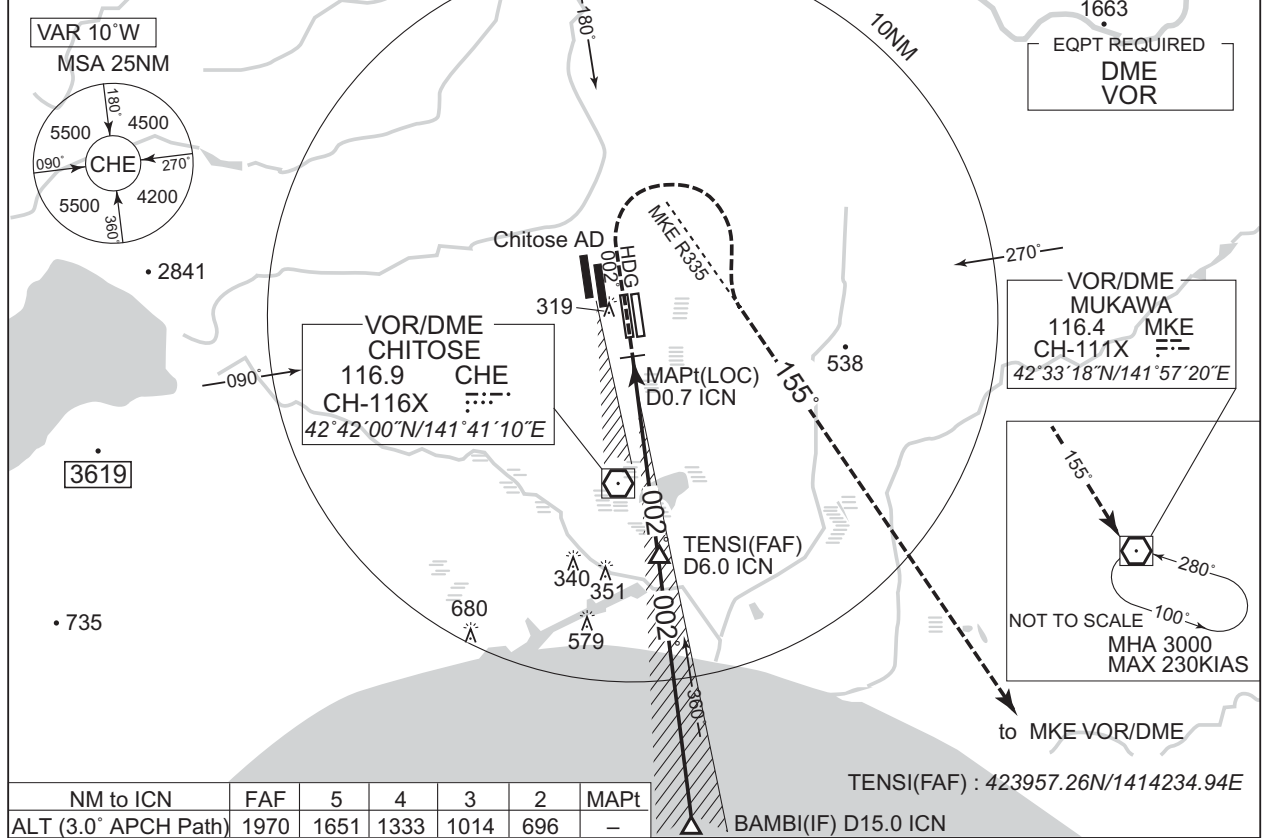 VAR 10°W
MSA 25NM
180°
5500
4500
090°
CHE
270°
5500
4200
360°
180°
10NM
1663
EQPT REQUIRED
DME
VOR
2841
Chitose AD
HDG
002°
319
MKE R335
270°
VOR/DME
CHITOSE
116.9 CHE
CH-116X
42°42´00˝N/141°41´10˝E
090°
MAPt(LOC)
D0.7 ICN
155°
538
VOR/DME
MUKAWA
116.4 MKE
CH-111X
42°33´18˝N/141°57´20˝E
3619
002°
TENSI(FAF)
D6.0 ICN
340
351
680
579
735
002°
360°
155°
280°
100°
NOT TO SCALE
MHA 3000
MAX 230KIAS
to MKE VOR/DME
TENSI(FAF) : 423957.26N/1414234.94E
NM to ICN FAF 5 4 3 2 MAPt
ALT (3.0° APCH Path) 1970 1651 1333 1014 696 –
BAMBI(IF) D15.0 ICN